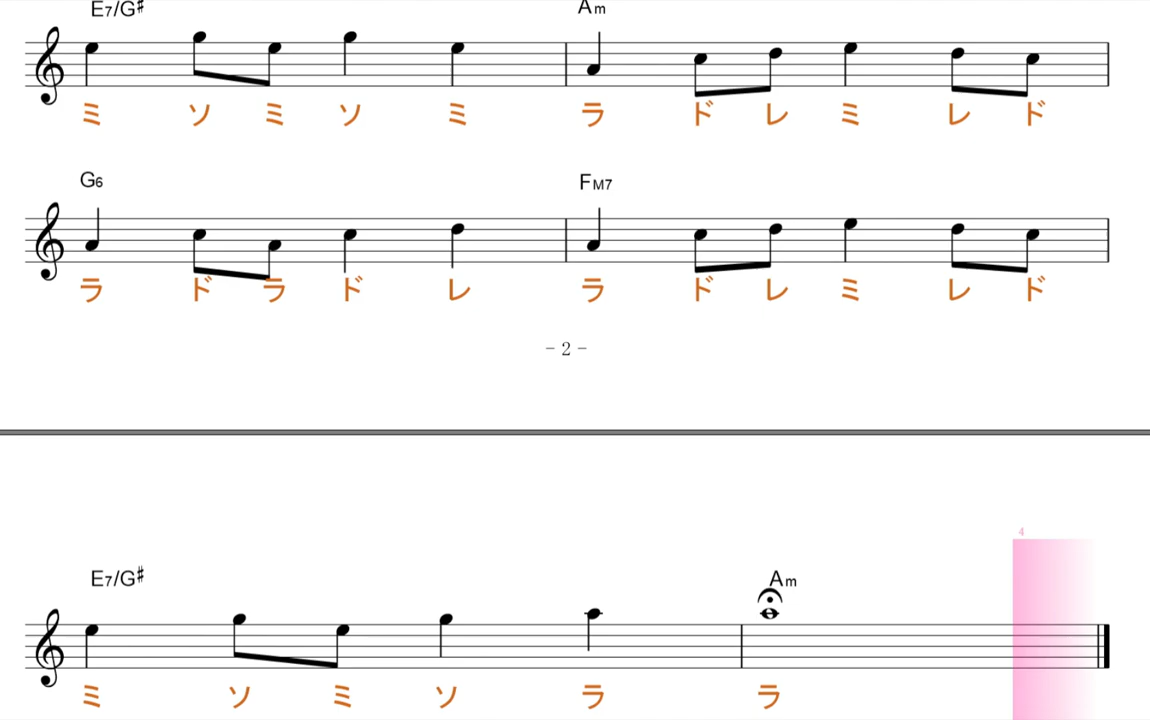 E7/G♯ Am
ミ ソ ミ ソ ミ ラ ド レ ミ レ ド
G6 FM7
ラ ド ラ ド レ ラ ド レ ミ レ ド
- 2 -
4
E7/G♯ Am
ミ ソ ミ ソ ラ ラ